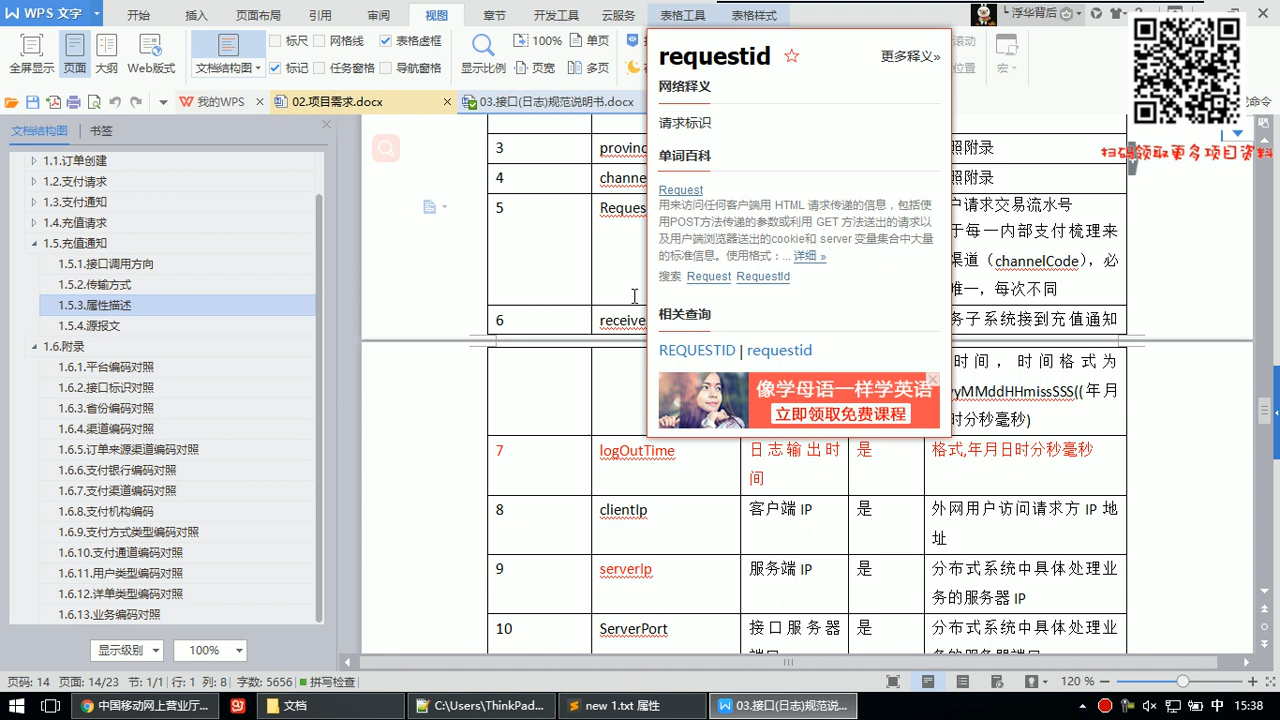 WPS 文字
开始
插入
页面布局
引用
审阅
视图
章节
开发工具
云服务
表格工具
表格样式
浮华背后
全屏显示
页面
大纲
Web版式
文档结构图
标尺
网格线
表格虚框
标记
任务窗格
导航窗格
显示比例
100%
单页
页宽
多页
滚动
位置
宏
我的WPS
02.项目需求.docx
03.接口(日志)规范说明书.docx
命令
扫码领取更多项目资料
文档结构图
书签
1.1.订单创建
1.2.支付请求
1.3.支付通知
1.4.充值请求
1.5.充值通知
1.5.1.接口调用方向
1.5.2.传输方式
1.5.3.属性描述
1.5.4.源报文
1.6.附录
1.6.1.平台编码对照
1.6.2.接口标识对照
1.6.3.省份编码对照
1.6.4.渠道编码对照
1.6.5.订单来源渠道编码对照
1.6.6.支付银行编码对照
1.6.7.支付渠道编码对照
1.6.8.支付机构编码
1.6.9.支付方式类型编码对照
1.6.10.支付通道编码对照
1.6.11.用户类型编码对照
1.6.12.详单类型编码对照
1.6.13.业务编码对照
显示级别
100%
requestid
更多释义»
网络释义
请求标识
单词百科
Request
用来访问任何客户端用 HTML 请求传递的信息，包括使
用POST方法传递的参数或利用 GET 方法送出的请求以
及用户端浏览器送出的cookie和 server 变量集合中大量
的标准信息。使用格式：... 详细 »
搜索 Request RequestId
相关查询
REQUESTID | requestid
像学母语一样学英语
立即领取免费课程
3 provinc 照附录
4 channe 照附录
5 Reques 户请求交易流水号
于每一内部支付梳理来
渠道（channelCode），必
唯一，每次不同
6 receive 务子系统接到充值通知
时间，时间格式为
yMMddHHmissSSS((年月
时分秒毫秒)
7 logOutTime 日志输出时间 是 格式,年月日时分秒毫秒
8 clientIp 客户端 IP 是 外网用户访问请求方 IP 地
址
9 serverIp 服务端 IP 是 分布式系统中具体处理业
务的服务器 IP
10 ServerPort 接口服务器 是 分布式系统中具体处理业
页码: 14 页面: 14/23 节: 1/1 行: 1 列: 8 字数: 5656 拼写检查
120 %
中国移动网上营业厅...
文档
C:\Users\ThinkPad...
new 1.txt 属性
03.接口(日志)规范说...
中
15:38